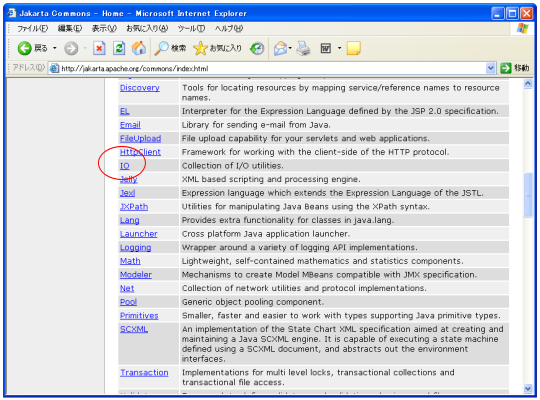 Jakarta Commons - Home - Microsoft Internet Explorer
ファイル(F) 編集(E) 表示(V) お気に入り(A) ツール(T) ヘルプ(H)
戻る 検索 お気に入り
アドレス(D) http://jakarta.apache.org/commons/index.html 移動
Discovery Tools for locating resources by mapping service/reference names to resource
names.
EL Interpreter for the Expression Language defined by the JSP 2.0 specification.
Email Library for sending e-mail from Java.
FileUpload File upload capability for your servlets and web applications.
HttpClient Framework for working with the client-side of the HTTP protocol.
IO Collection of I/O utilities.
Jelly XML based scripting and processing engine.
Jexl Expression language which extends the Expression Language of the JSTL.
JXPath Utilities for manipulating Java Beans using the XPath syntax.
Lang Provides extra functionality for classes in java.lang.
Launcher Cross platform Java application launcher.
Logging Wrapper around a variety of logging API implementations.
Math Lightweight, self-contained mathematics and statistics components.
Modeler Mechanisms to create Model MBeans compatible with JMX specification.
Net Collection of network utilities and protocol implementations.
Pool Generic object pooling component.
Primitives Smaller, faster and easier to work with types supporting Java primitive types.
SCXML An implementation of the State Chart XML specification aimed at creating and
maintaining a Java SCXML engine. It is capable of executing a state machine
defined using a SCXML document, and abstracts out the environment
interfaces.
Transaction Implementations for multi level locks, transactional collections and
transactional file access.